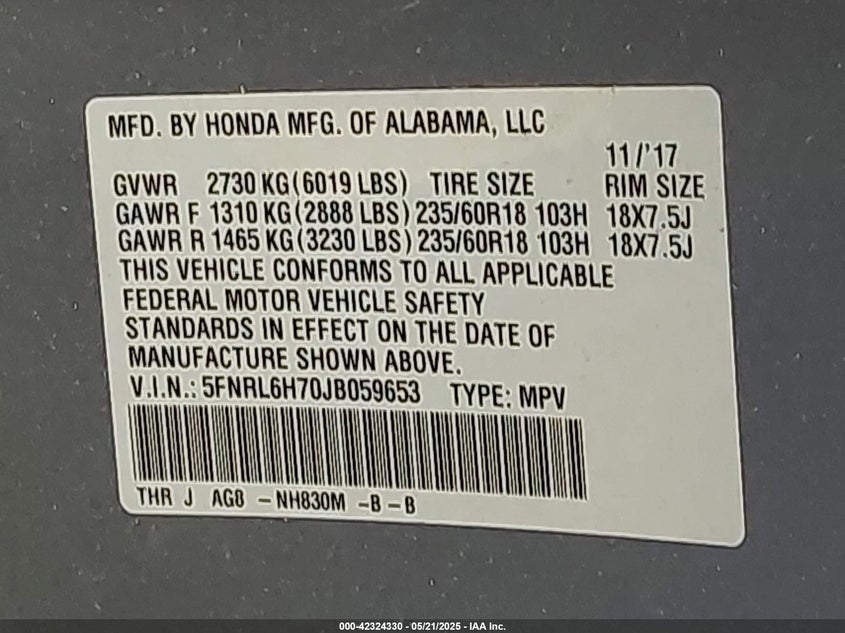 MFD. BY HONDA MFG. OF ALABAMA, LLC
11/'17
GVWR 2730 KG(6019 LBS) TIRE SIZE RIM SIZE
GAWR F 1310 KG(2888 LBS) 235/60R18 103H 18X7.5J
GAWR R 1465 KG(3230 LBS) 235/60R18 103H 18X7.5J
THIS VEHICLE CONFORMS TO ALL APPLICABLE
FEDERAL MOTOR VEHICLE SAFETY
STANDARDS IN EFFECT ON THE DATE OF
MANUFACTURE SHOWN ABOVE.
V.I.N.: 5FNRL6H70JB059653 TYPE: MPV
THR J AG8 -NH830M -B-B
000-42324330 - 05/21/2025 - IAA Inc.